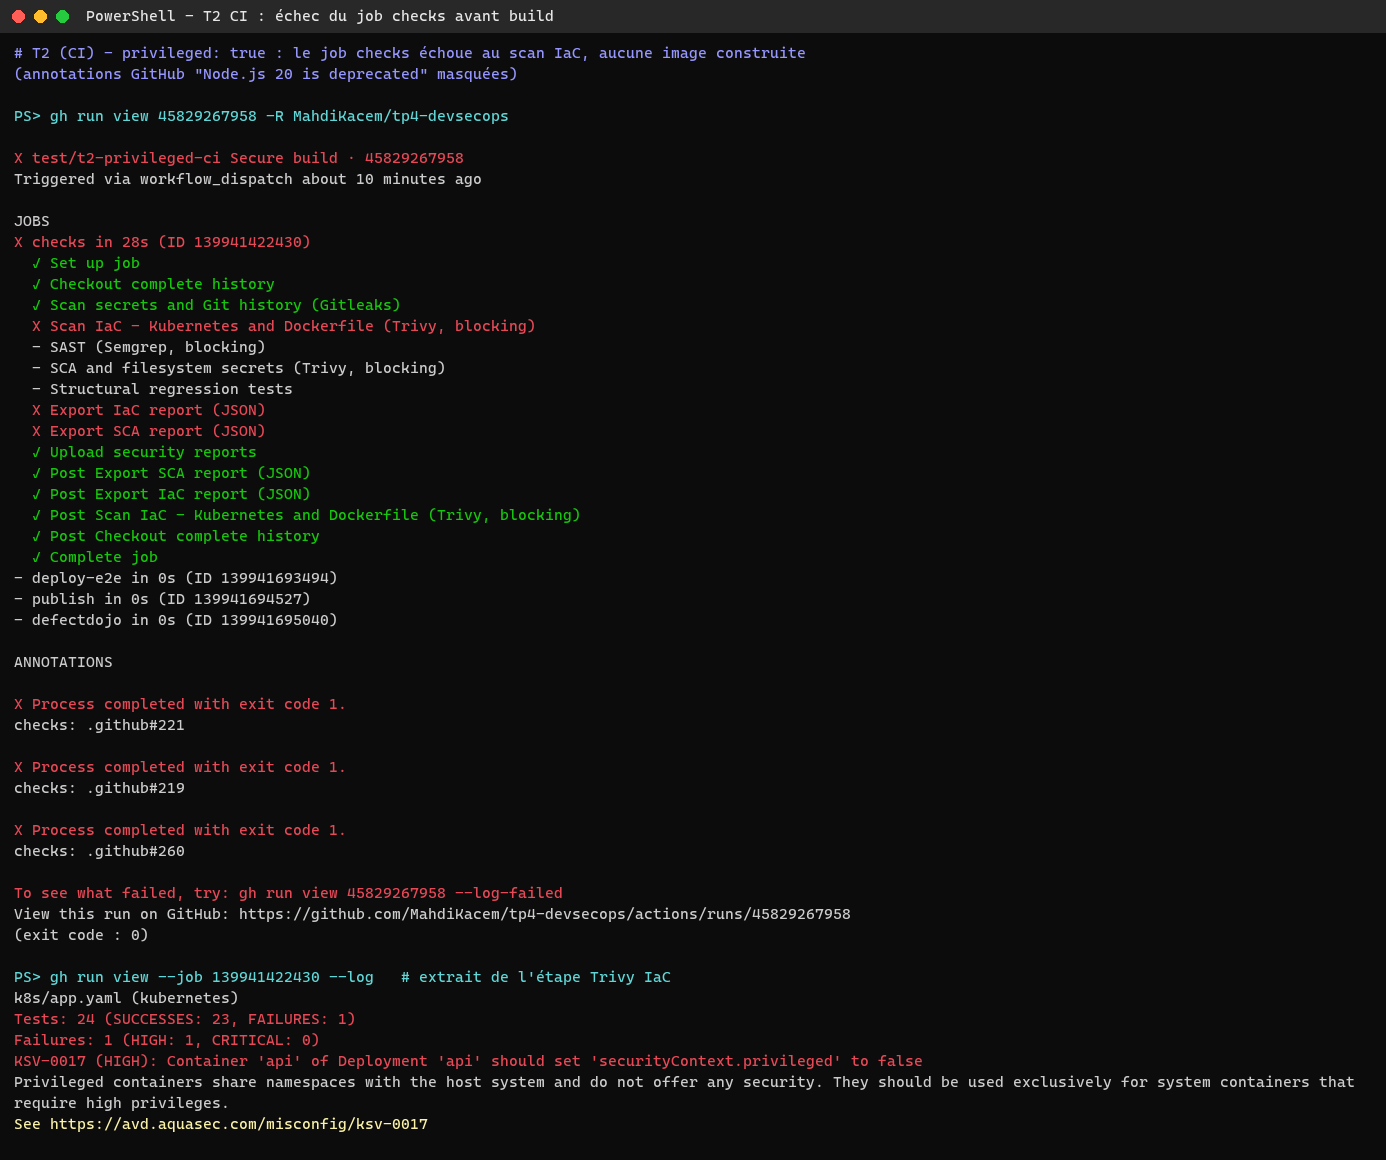 PowerShell - T2 CI : échec du job checks avant build
# T2 (CI) - privileged: true : le job checks échoue au scan IaC, aucune image construite
(annotations GitHub "Node.js 20 is deprecated" masquées)
PS> gh run view 45829267958 -R MahdiKacem/tp4-devsecops
X test/t2-privileged-ci Secure build · 45829267958
Triggered via workflow_dispatch about 10 minutes ago
JOBS
X checks in 28s (ID 139941422430)
✓ Set up job
✓ Checkout complete history
✓ Scan secrets and Git history (Gitleaks)
X Scan IaC - Kubernetes and Dockerfile (Trivy, blocking)
- SAST (Semgrep, blocking)
- SCA and filesystem secrets (Trivy, blocking)
- Structural regression tests
X Export IaC report (JSON)
X Export SCA report (JSON)
✓ Upload security reports
✓ Post Export SCA report (JSON)
✓ Post Export IaC report (JSON)
✓ Post Scan IaC - Kubernetes and Dockerfile (Trivy, blocking)
✓ Post Checkout complete history
✓ Complete job
- deploy-e2e in 0s (ID 139941693494)
- publish in 0s (ID 139941694527)
- defectdojo in 0s (ID 139941695040)
ANNOTATIONS
X Process completed with exit code 1.
checks: .github#221
X Process completed with exit code 1.
checks: .github#219
X Process completed with exit code 1.
checks: .github#260
To see what failed, try: gh run view 45829267958 --log-failed
View this run on GitHub: https://github.com/MahdiKacem/tp4-devsecops/actions/runs/45829267958
(exit code : 0)
PS> gh run view --job 139941422430 --log   # extrait de l'étape Trivy IaC
k8s/app.yaml (kubernetes)
Tests: 24 (SUCCESSES: 23, FAILURES: 1)
Failures: 1 (HIGH: 1, CRITICAL: 0)
KSV-0017 (HIGH): Container 'api' of Deployment 'api' should set 'securityContext.privileged' to false
Privileged containers share namespaces with the host system and do not offer any security. They should be used exclusively for system containers that
require high privileges.
See https://avd.aquasec.com/misconfig/ksv-0017